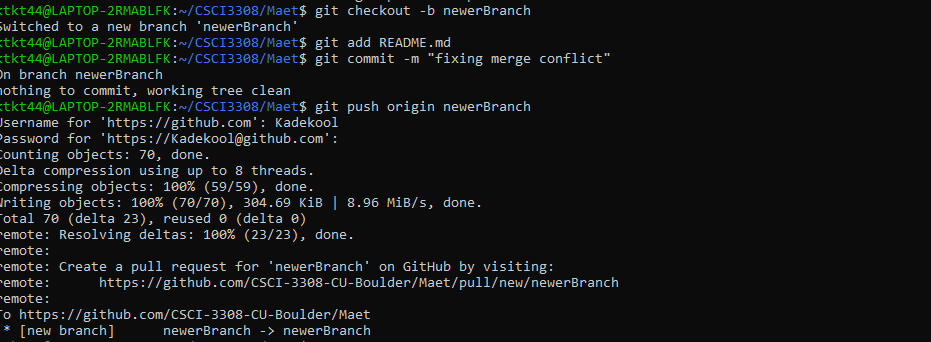 ktkt44@LAPTOP-2RMABLFK:~/CSCI3308/Maet$ git checkout -b newerBranch
Switched to a new branch 'newerBranch'
ktkt44@LAPTOP-2RMABLFK:~/CSCI3308/Maet$ git add README.md
ktkt44@LAPTOP-2RMABLFK:~/CSCI3308/Maet$ git commit -m "fixing merge conflict"
On branch newerBranch
nothing to commit, working tree clean
ktkt44@LAPTOP-2RMABLFK:~/CSCI3308/Maet$ git push origin newerBranch
Username for 'https://github.com': Kadekool
Password for 'https://Kadekool@github.com':
Counting objects: 70, done.
Delta compression using up to 8 threads.
Compressing objects: 100% (59/59), done.
Writing objects: 100% (70/70), 304.69 KiB | 8.96 MiB/s, done.
Total 70 (delta 23), reused 0 (delta 0)
remote: Resolving deltas: 100% (23/23), done.
remote:
remote: Create a pull request for 'newerBranch' on GitHub by visiting:
remote:      https://github.com/CSCI-3308-CU-Boulder/Maet/pull/new/newerBranch
remote:
To https://github.com/CSCI-3308-CU-Boulder/Maet
 * [new branch]      newerBranch -> newerBranch